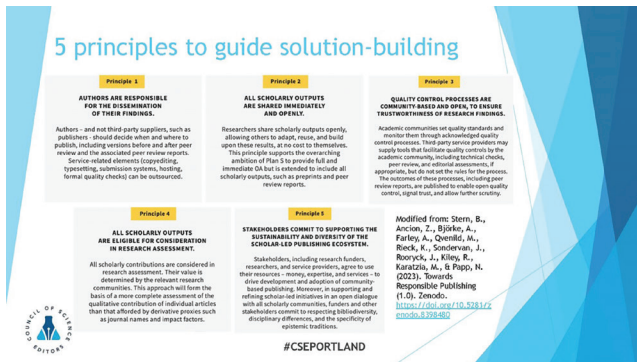 5 principles to guide solution-building
Principle 1
AUTHORS ARE RESPONSIBLE
FOR THE DISSEMINATION
OF THEIR FINDINGS.
Authors - and not third-party suppliers, such as
publishers - should decide when and where to
publish, including versions before and after peer
review and the associated peer review reports.
Service-related elements (copyediting,
typesetting, submission systems, hosting,
formal quality checks) can be outsourced.
Principle 2
ALL SCHOLARLY OUTPUTS
ARE SHARED IMMEDIATELY
AND OPENLY.
Researchers share scholarly outputs openly,
allowing others to adapt, reuse, and build
upon these results, at no cost to themselves.
This principle supports the overarching
ambition of Plan S to provide full and
immediate OA but is extended to include all
scholarly outputs, such as preprints and peer
review reports.
Principle 3
QUALITY CONTROL PROCESSES ARE
COMMUNITY-BASED AND OPEN, TO ENSURE
TRUSTWORTHINESS OF RESEARCH FINDINGS.
Academic communities set quality standards and
monitor them through acknowledged quality
control processes. Third-party service providers may
supply tools that facilitate quality controls by the
academic community, including technical checks,
peer review, and editorial assessments, if
appropriate, but do not set the rules for the process.
The outcomes of these processes, including peer
review reports, are published to enable open quality
control, signal trust, and allow further scrutiny.
Principle 4
ALL SCHOLARLY OUTPUTS
ARE ELIGIBLE FOR CONSIDERATION
IN RESEARCH ASSESSMENT.
All scholarly contributions are considered in
research assessment. Their value is
determined by the relevant research
communities. This approach will form the
basis of a more complete assessment of the
qualitative contribution of individual articles
than that afforded by derivative proxies such
as journal names and impact factors.
Principle 5
STAKEHOLDERS COMMIT TO SUPPORTING THE
SUSTAINABILITY AND DIVERSITY OF THE
SCHOLAR-LED PUBLISHING ECOSYSTEM.
Stakeholders, including research funders,
researchers, and service providers, agree to use
their resources - money, expertise, and services - to
drive development and adoption of community-
based publishing. Moreover, in supporting and
refining scholar-led initiatives in an open dialogue
with all scholarly communities, funders and other
stakeholders commit to respecting bibliodiversity,
disciplinary differences, and the specificity of
epistemic traditions.
Modified from: Stern, B.,
Ancion, Z., Björke, A.,
Farley, A., Qvenild, M.,
Rieck, K., Sondervan, J.,
Rooryck, J., Kiley, R.,
Karatzia, M., & Papp, N.
(2023). Towards
Responsible Publishing
(1.0). Zenodo.
https://doi.org/10.5281/z
enodo.8398480
COUNCIL OF SCIENCE
EDITORS
#CSEPORTLAND